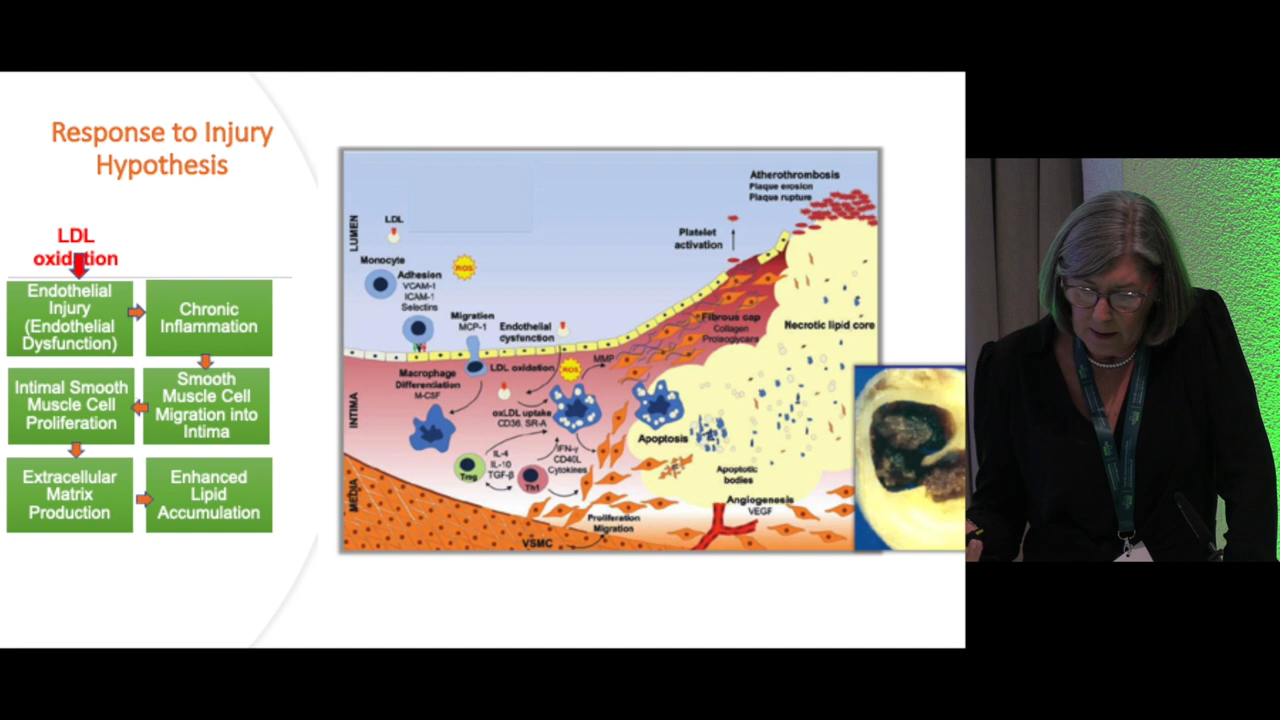 Response to Injury
Hypothesis
LDL
oxidation
Endothelial
Injury
(Endothelial
Dysfunction)
Chronic
Inflammation
Intimal Smooth
Muscle Cell
Proliferation
Smooth
Muscle Cell
Migration into
Intima
Extracellular
Matrix
Production
Enhanced
Lipid
Accumulation
LUMEN
INTIMA
MEDIA
LDL
Monocyte
Adhesion
VCAM-1
ICAM-1
Selectins
ROS
Migration
MCP-1
Endothelial
dysfunction
Platelet
activation
Atherothrombosis
Plaque erosion
Plaque rupture
Fibrous cap
Collagen
Proteoglycans
Necrotic lipid core
Macrophage
Differenciation
M-CSF
LDL oxidation
ROS
MMP
oxLDL uptake
CD36, SR-A
IL-4
IL-10
TGF-β
Treg
Th1
IFN-γ
CD40L
Cytokines
Apoptosis
Apoptotic
bodies
Angiogenesis
VEGF
Proliferation
Migration
VSMC